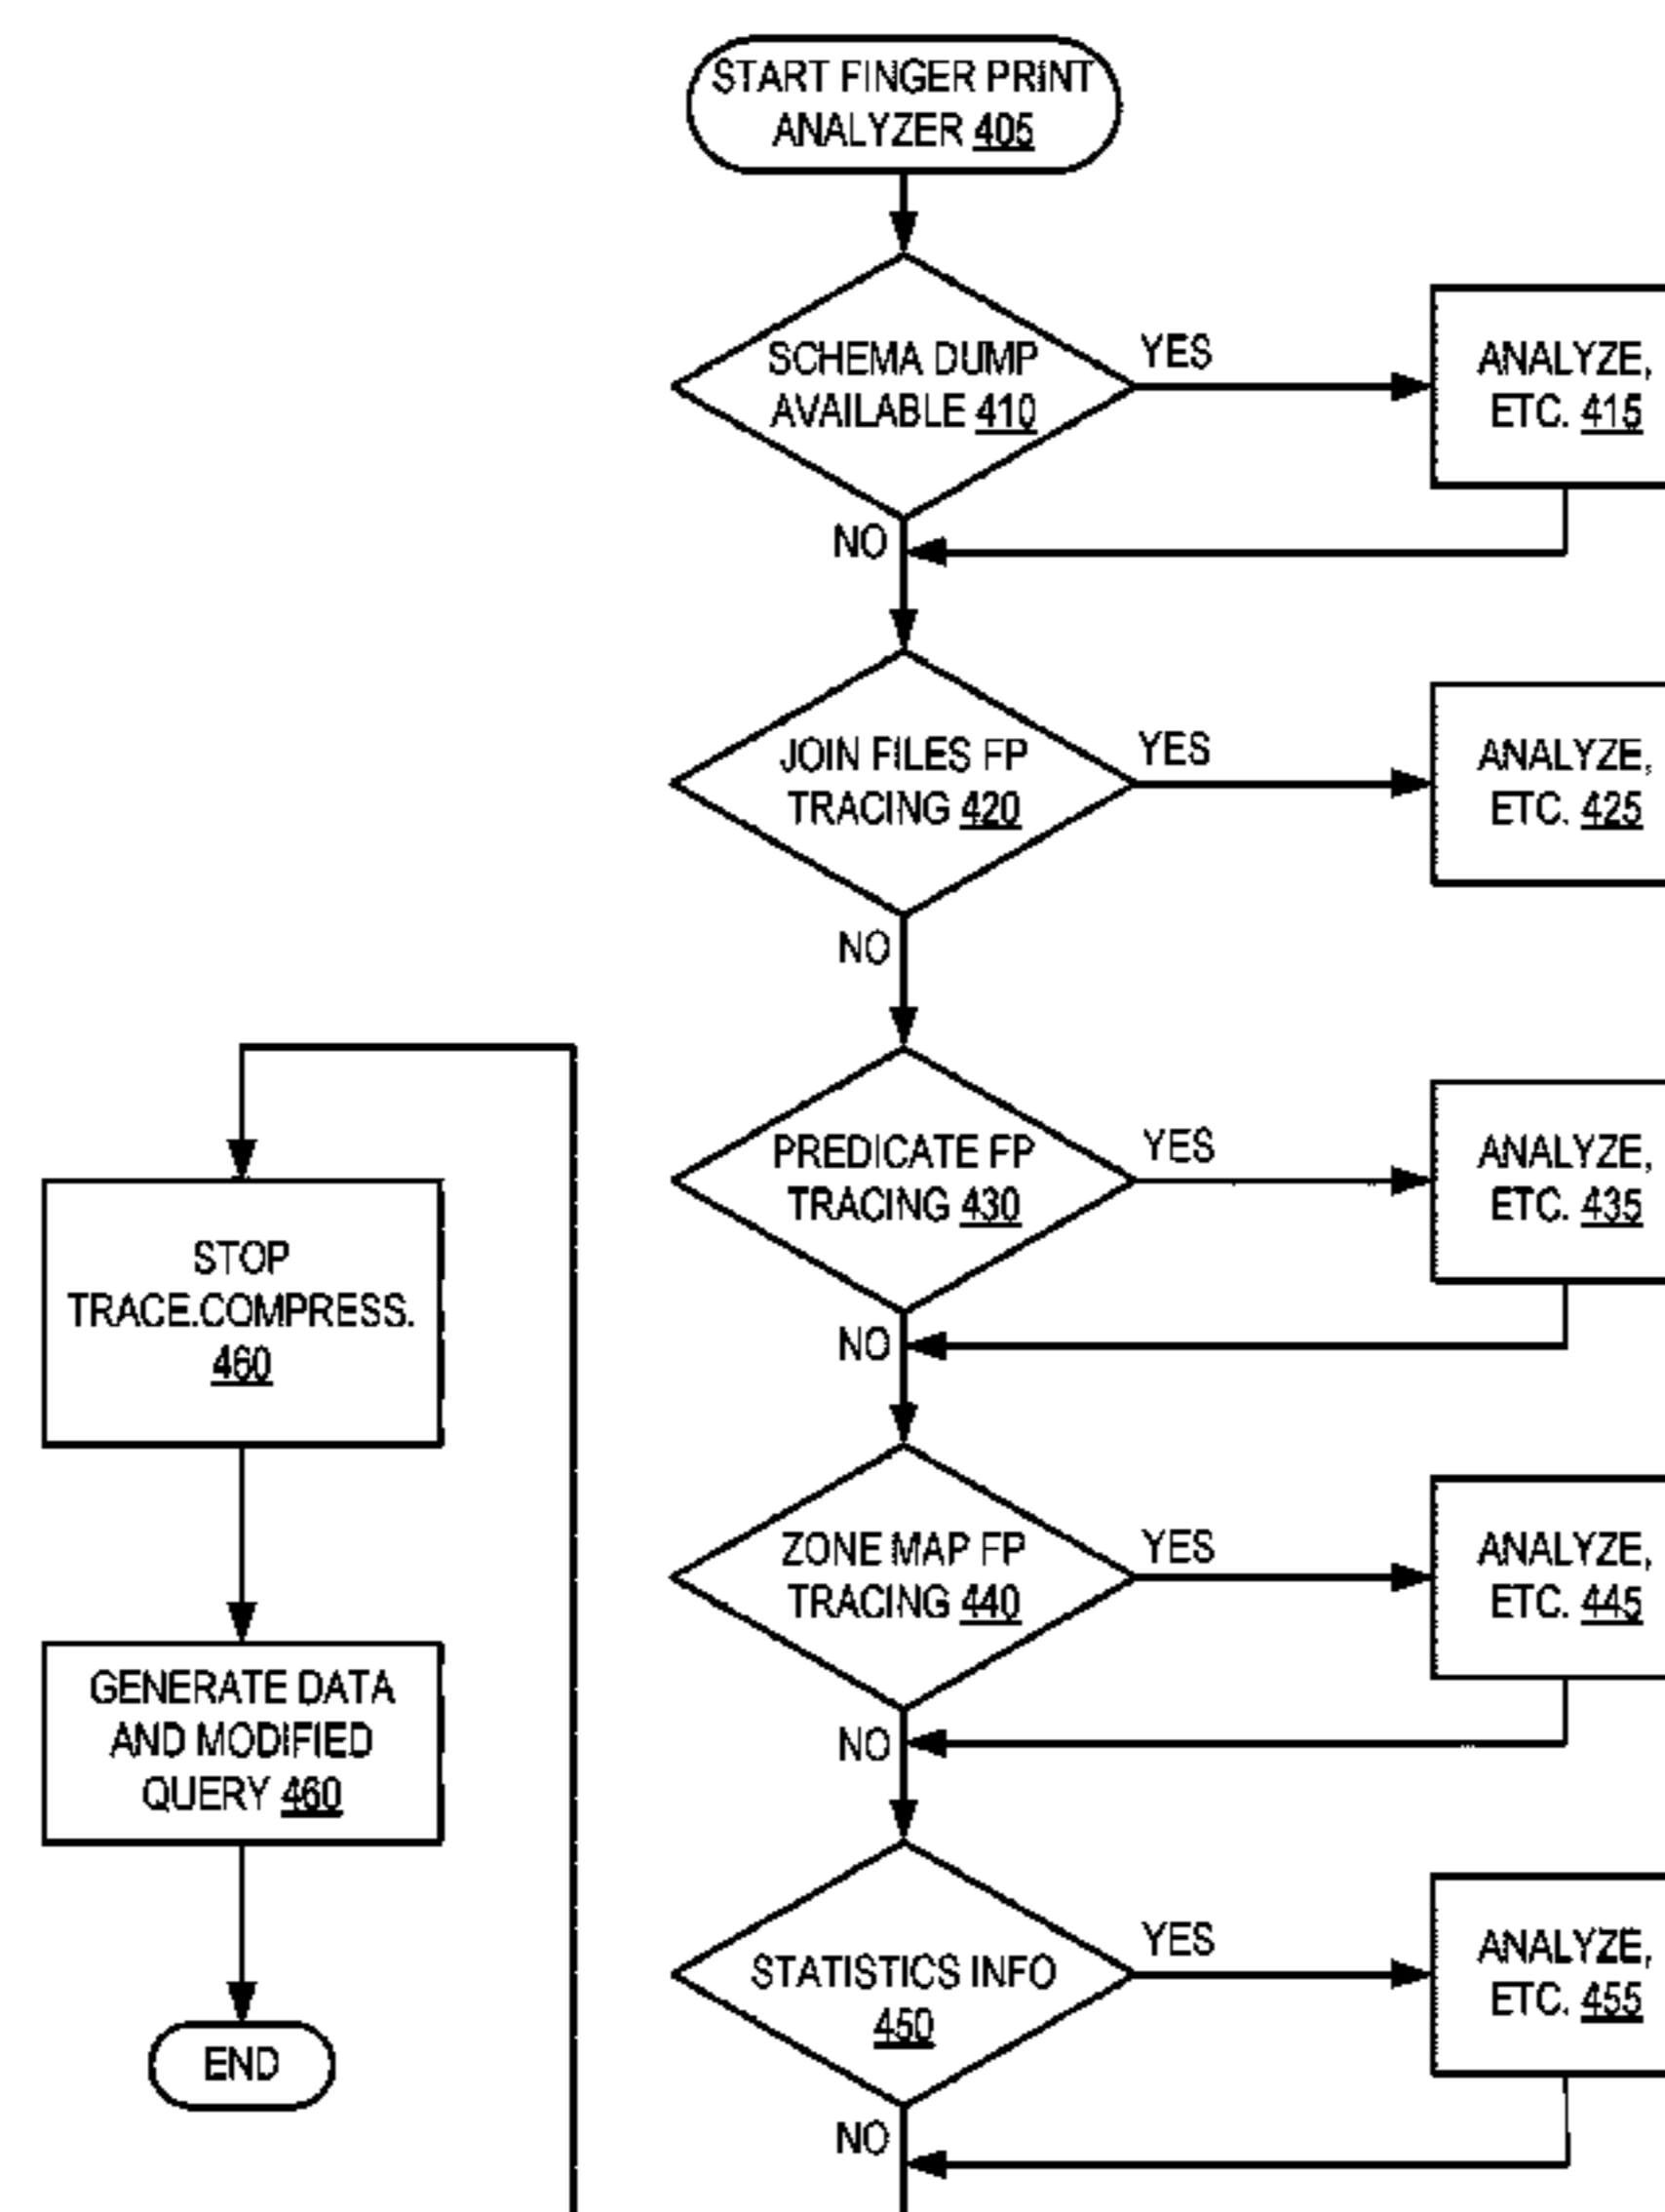 START FINGER PRINT
ANALYZER 405
SCHEMA DUMP
AVAILABLE 410
YES
ANALYZE,
ETC. 415
NO
JOIN FILES FP
TRACING 420
YES
ANALYZE,
ETC. 425
NO
PREDICATE FP
TRACING 430
YES
ANALYZE,
ETC. 435
NO
ZONE MAP FP
TRACING 440
YES
ANALYZE,
ETC. 445
NO
STATISTICS INFO
450
YES
ANALYZE,
ETC. 455
NO
STOP
TRACE.COMPRESS.
460
GENERATE DATA
AND MODIFIED
QUERY 460
END